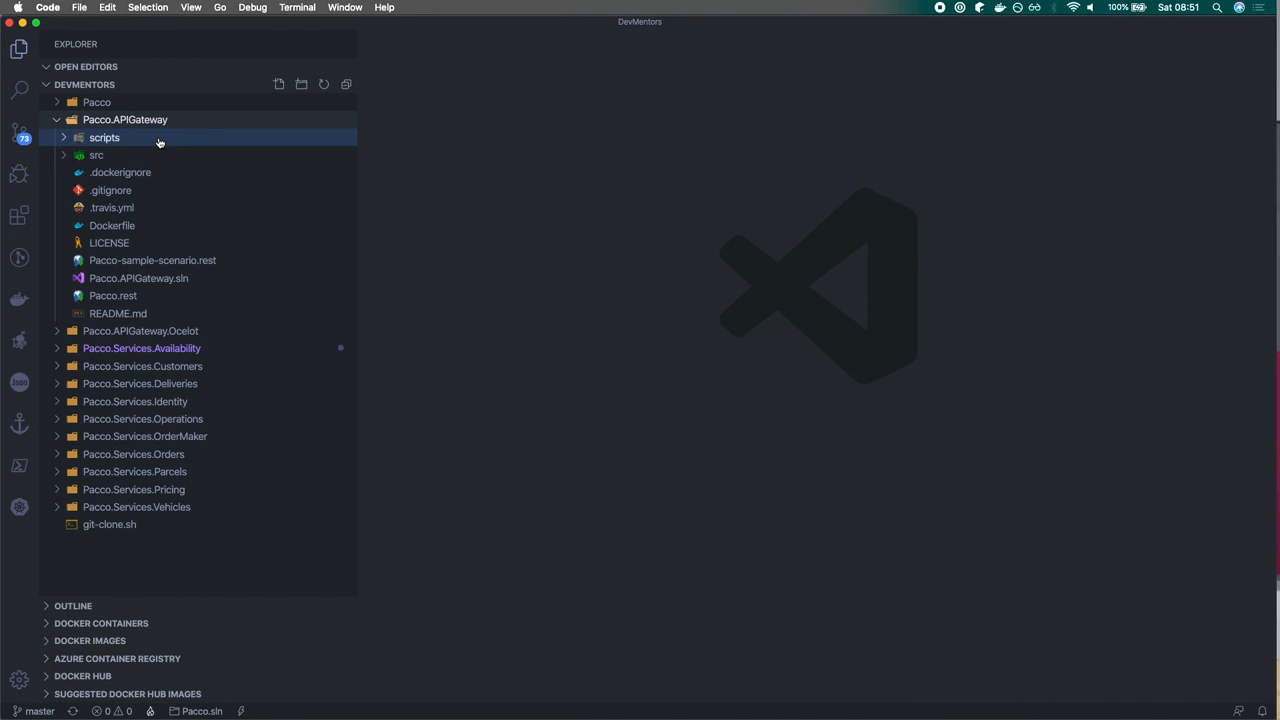 Code File Edit Selection View Go Debug Terminal Window Help 100% Sat 08:51
DevMentors
EXPLORER
OPEN EDITORS
DEVMENTORS
Pacco
Pacco.APIGateway
scripts
src
.dockerignore
.gitignore
.travis.yml
Dockerfile
LICENSE
Pacco-sample-scenario.rest
Pacco.APIGateway.sln
Pacco.rest
README.md
Pacco.APIGateway.Ocelot
Pacco.Services.Availability
Pacco.Services.Customers
Pacco.Services.Deliveries
Pacco.Services.Identity
Pacco.Services.Operations
Pacco.Services.OrderMaker
Pacco.Services.Orders
Pacco.Services.Parcels
Pacco.Services.Pricing
Pacco.Services.Vehicles
git-clone.sh
73
Json
OUTLINE
DOCKER CONTAINERS
DOCKER IMAGES
AZURE CONTAINER REGISTRY
DOCKER HUB
SUGGESTED DOCKER HUB IMAGES
master 0 0 Pacco.sln